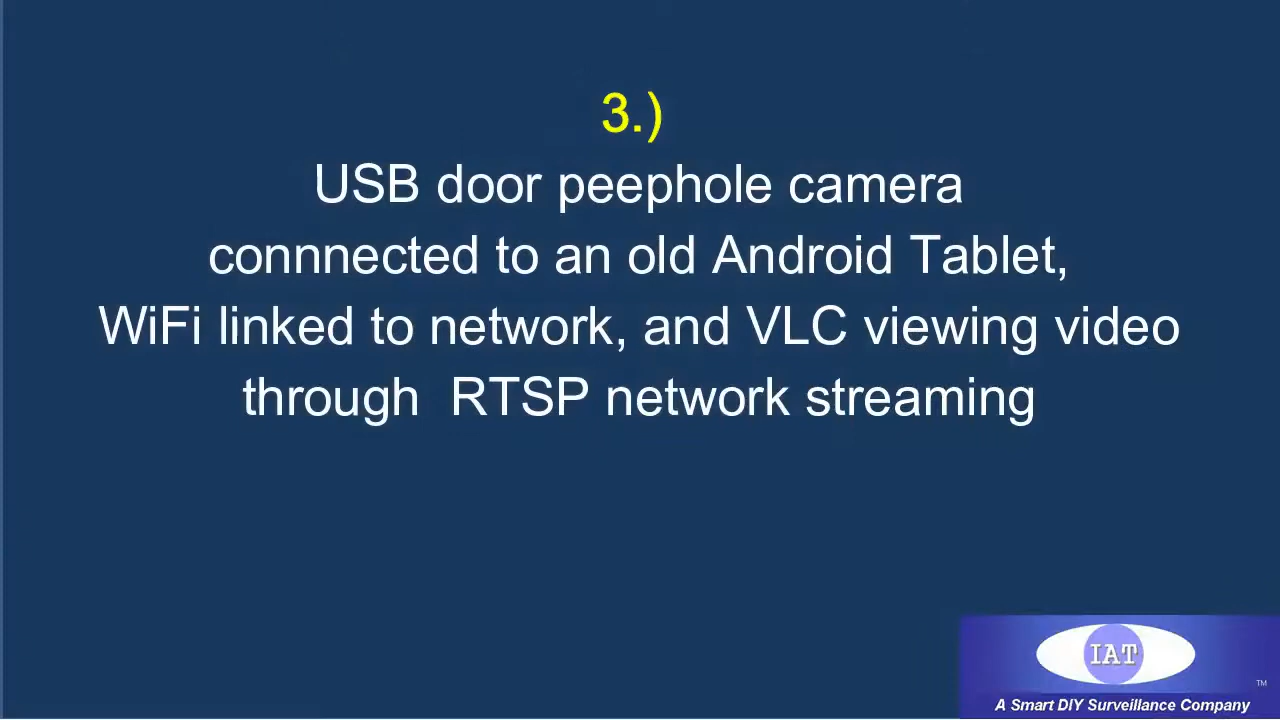 3.)
USB door peephole camera
connnected to an old Android Tablet,
WiFi linked to network, and VLC viewing video
through  RTSP network streaming
IAT
TM
A Smart DIY Surveillance Company